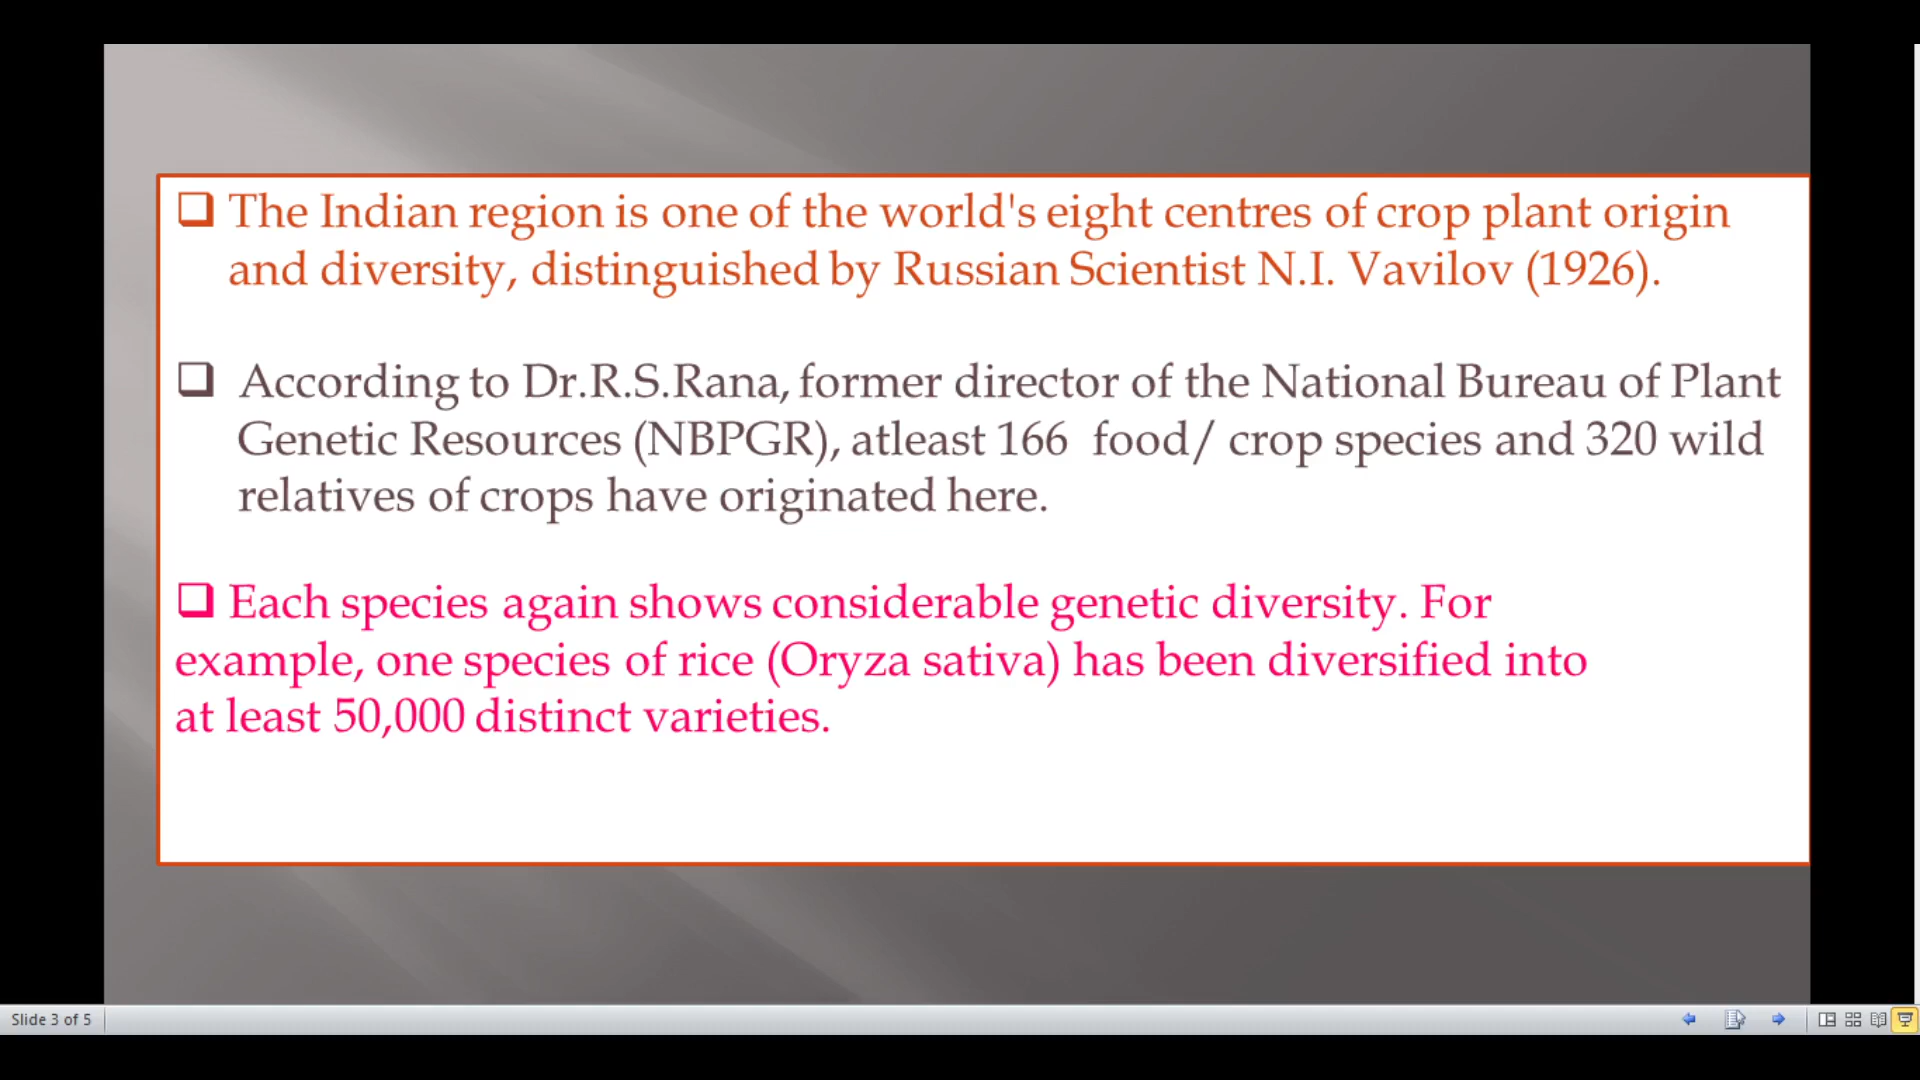 ❑ The Indian region is one of the world's eight centres of crop plant origin
and diversity, distinguished by Russian Scientist N.I. Vavilov (1926).
❑ According to Dr.R.S.Rana, former director of the National Bureau of Plant
Genetic Resources (NBPGR), atleast 166 food/ crop species and 320 wild
relatives of crops have originated here.
❑ Each species again shows considerable genetic diversity. For
example, one species of rice (Oryza sativa) has been diversified into
at least 50,000 distinct varieties.
Slide 3 of 5